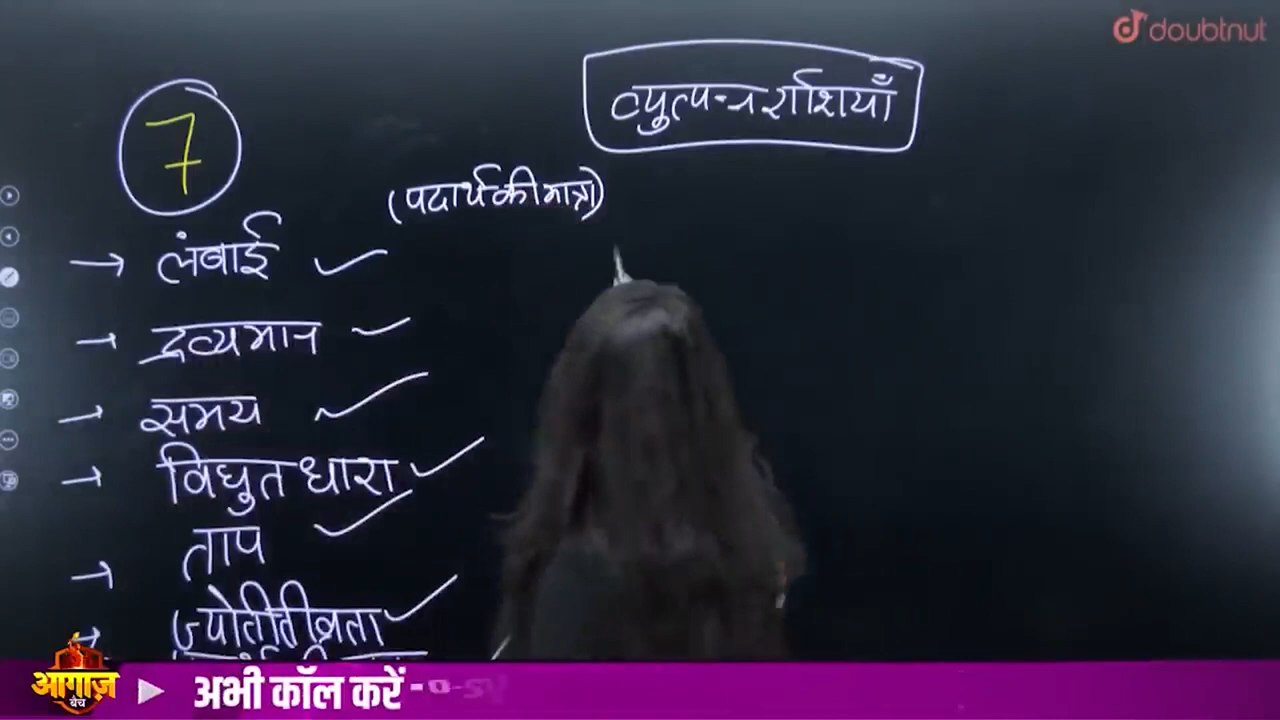 doubtnut
व्युत्पन्न राशियाँ
7
(पदार्थ की मात्रा)
→ लंबाई ✓
→ द्रव्यमान ✓
→ समय ✓
→ विधुत धारा ✓
→ ताप ✓
→ ज्योतीतीव्रता ✓
आगाज़
बैच
अभी कॉल करें -